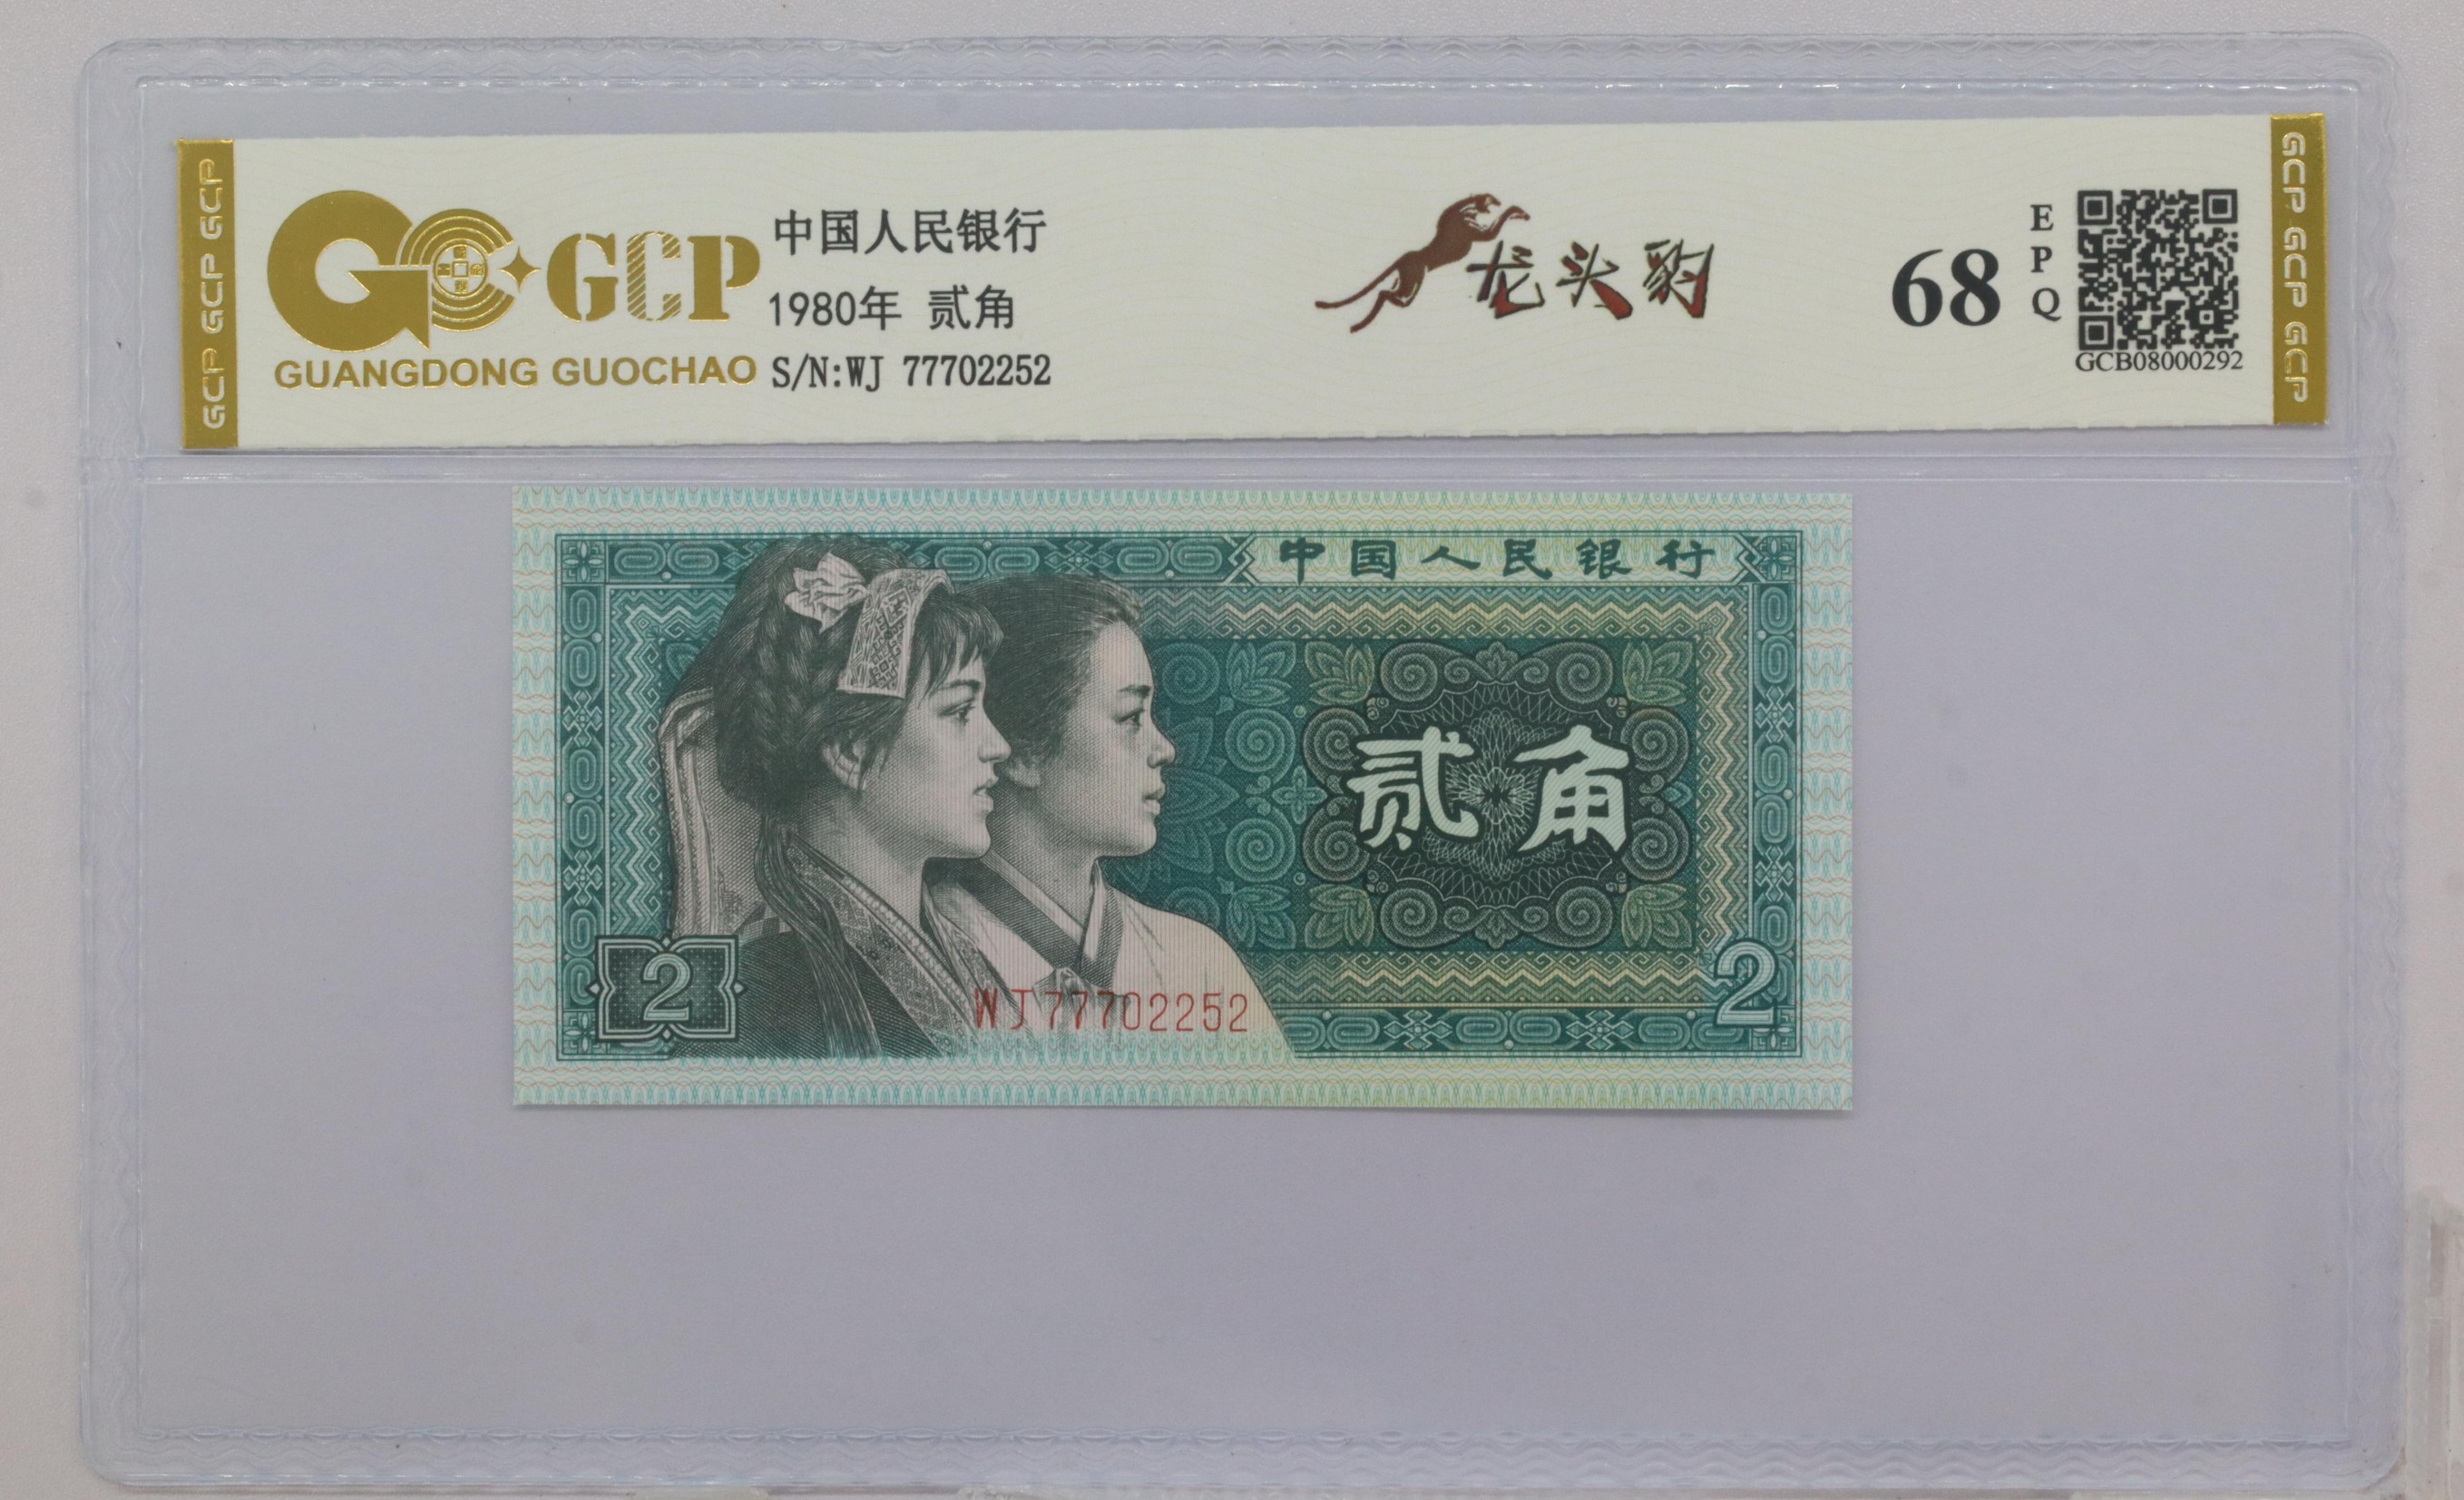 GCP GCP GCP
GCP
GUANGDONG GUOCHAO
中国人民银行
1980年 贰角
S/N:WJ 77702252
龙头豹
68
EPQ
GCB08000292
GCP GCP GCP
中国人民银行
贰角
2
WJ77702252
2